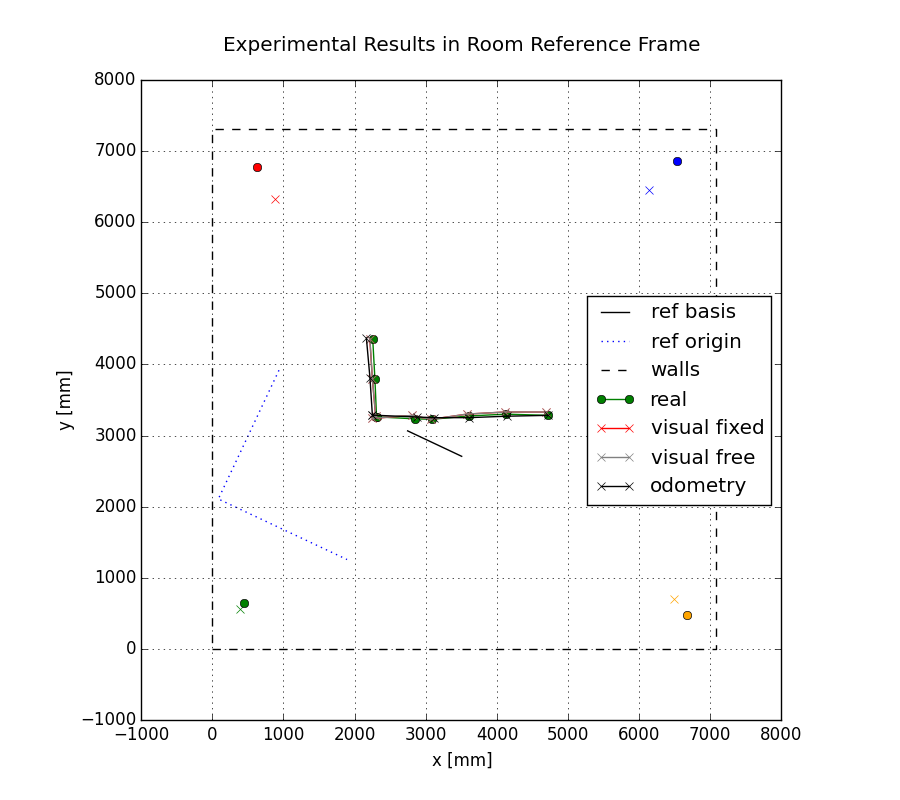 Experimental Results in Room Reference Frame
8000
7000
6000
5000
4000
3000
2000
1000
0
−1000
y [mm]
ref basis
ref origin
walls
real
visual fixed
visual free
odometry
−1000 0 1000 2000 3000 4000 5000 6000 7000 8000
x [mm]